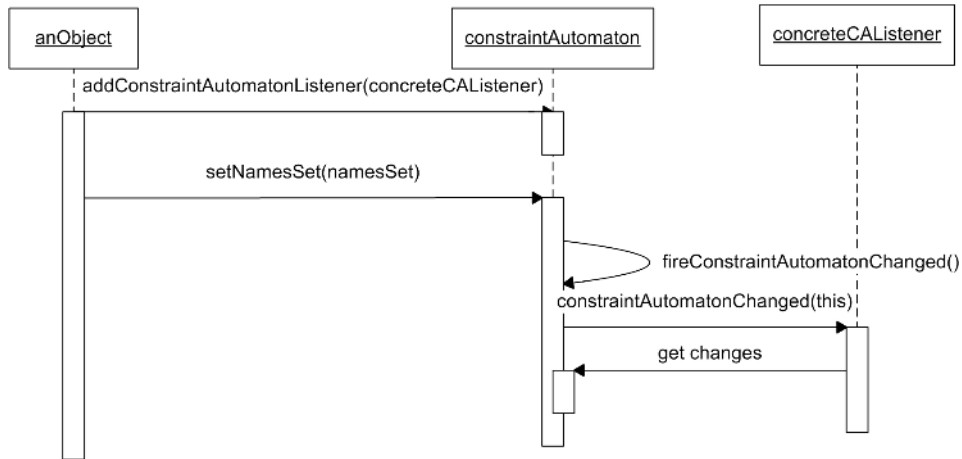 anObject
constraintAutomaton
concreteCAListener
addConstraintAutomatonListener(concreteCAListener)
setNamesSet(namesSet)
fireConstraintAutomatonChanged()
constraintAutomatonChanged(this)
get changes